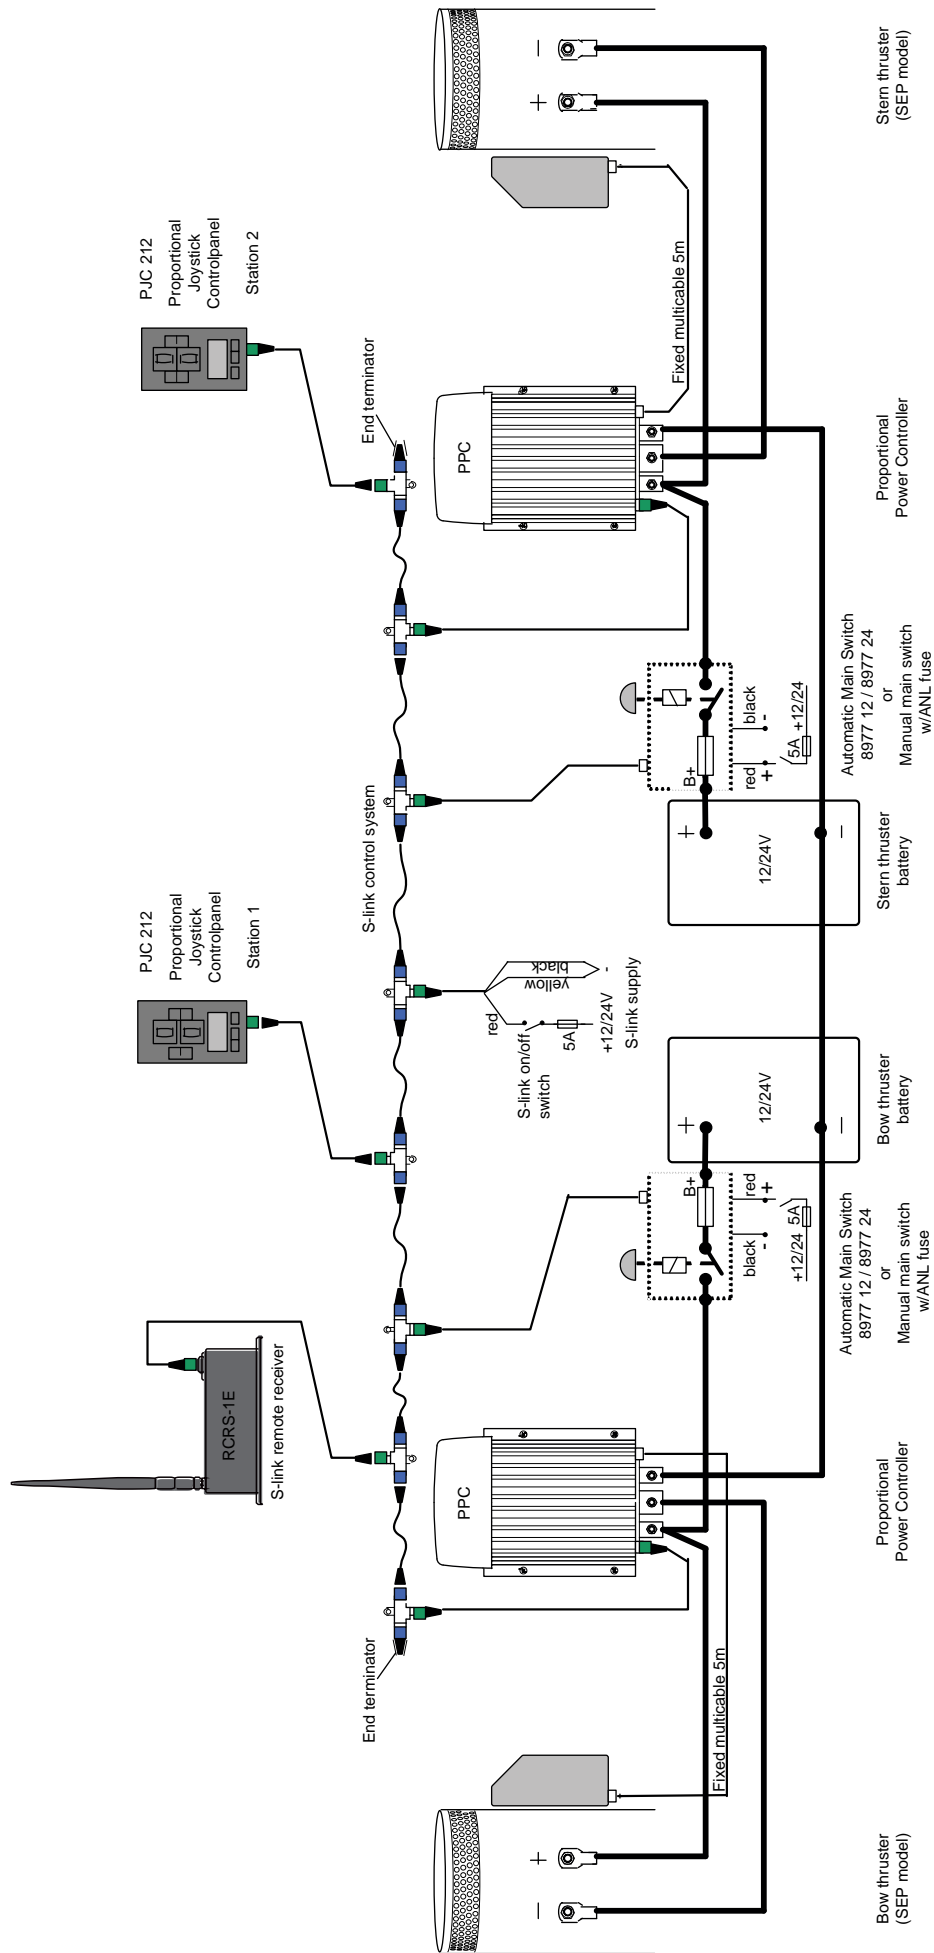 RCRS-1E
S-link remote receiver
PJC 212
Proportional
Joystick
Controlpanel
Station 1
PJC 212
Proportional
Joystick
Controlpanel
Station 2
End terminator
S-link control system
End terminator
PPC
PPC
red
yellow
black
-
S-link on/off
switch
5A
+12/24V
S-link supply
+
-
Fixed multicable 5m
B+
black
-
red
+
+12/24
5A
+
12/24V
-
+
12/24V
-
B+
red
+
black
-
5A
+12/24
Fixed multicable 5m
+
-
Bow thruster
(SEP model)
Proportional
Power Controller
Automatic Main Switch
8977 12 / 8977 24
or
Manual main switch
w/ANL fuse
Bow thruster
battery
Stern thruster
battery
Automatic Main Switch
8977 12 / 8977 24
or
Manual main switch
w/ANL fuse
Proportional
Power Controller
Stern thruster
(SEP model)